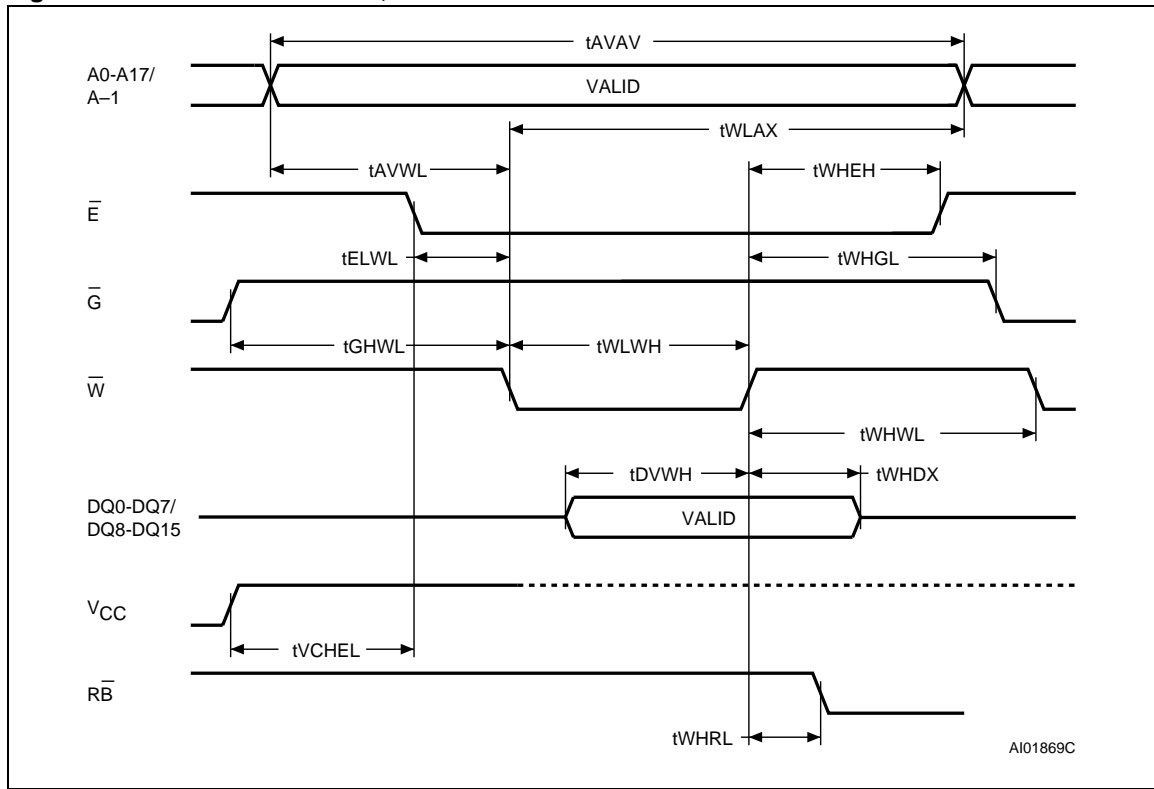 tAVAV
A0-A17/
A–1
VALID
tWLAX
tAVWL
tWHEH
E̅
tELWL
tWHGL
G̅
tGHWL
tWLWH
W̅
tWHWL
tDVWH
tWHDX
DQ0-DQ7/
DQ8-DQ15
VALID
VCC
tVCHEL
RB̅
tWHRL
AI01869C